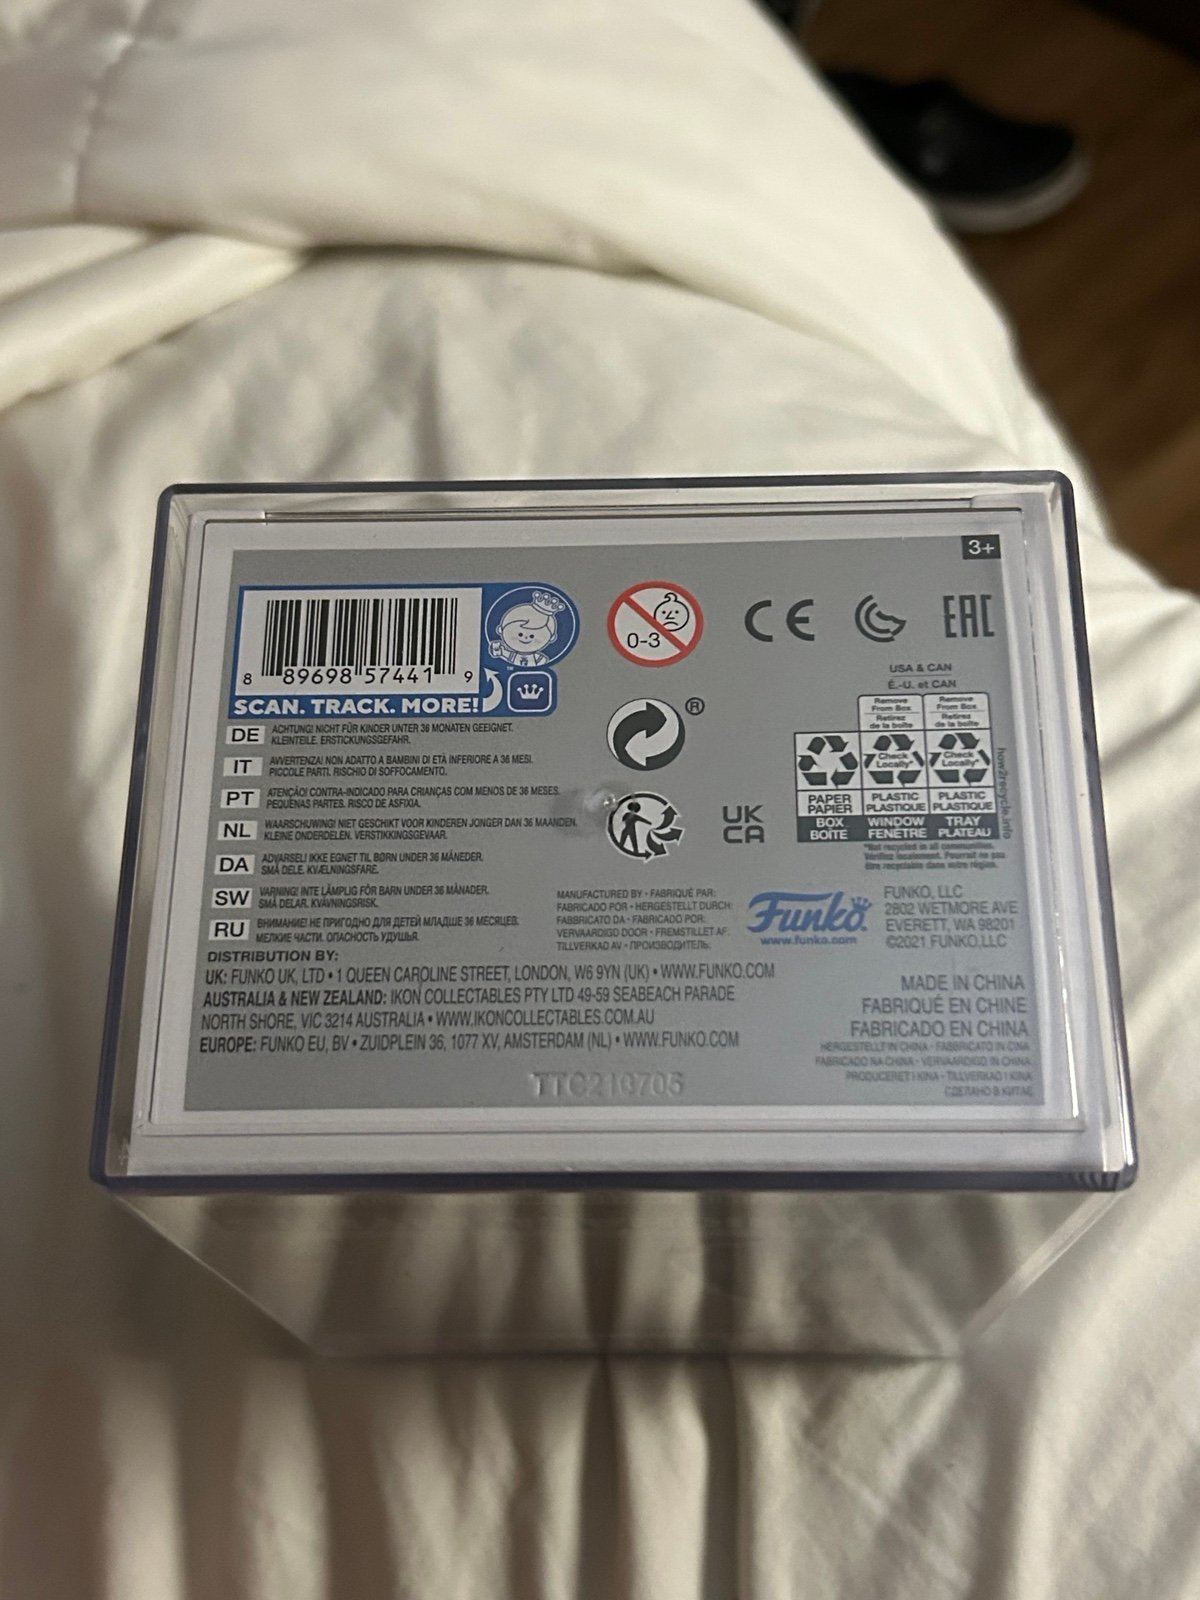 3+
8 89698 57441 9
SCAN. TRACK. MORE!
™
0-3
CE
EAC
®
UK
CA
DE ACHTUNG! NICHT FÜR KINDER UNTER 36 MONATEN GEEIGNET.
KLEINTEILE. ERSTICKUNGSGEFAHR.
IT AVVERTENZA! NON ADATTO A BAMBINI DI ETÀ INFERIORE A 36 MESI.
PICCOLE PARTI. RISCHIO DI SOFFOCAMENTO.
PT ATENÇÃO! CONTRA-INDICADO PARA CRIANÇAS COM MENOS DE 36 MESES.
PEQUENAS PARTES. RISCO DE ASFIXIA.
NL WAARSCHUWING! NIET GESCHIKT VOOR KINDEREN JONGER DAN 36 MAANDEN.
KLEINE ONDERDELEN. VERSTIKKINGSGEVAAR.
DA ADVARSEL! IKKE EGNET TIL BØRN UNDER 36 MÅNEDER.
SMÅ DELE. KVÆLNINGSFARE.
SW VARNING! INTE LÄMPLIG FÖR BARN UNDER 36 MÅNADER.
SMÅ DELAR. KVÄVNINGSRISK.
RU ВНИМАНИЕ! НЕ ПРИГОДНО ДЛЯ ДЕТЕЙ МЛАДШЕ 36 МЕСЯЦЕВ.
МЕЛКИЕ ЧАСТИ. ОПАСНОСТЬ УДУШЬЯ.
USA & CAN
É.-U. et CAN
Remove From Box Retirez de la boîte
Remove From Box Retirez de la boîte
Check Locally*
Check Locally*
PAPER PAPIER
PLASTIC PLASTIQUE
PLASTIC PLASTIQUE
BOX BOÎTE
WINDOW FENÊTRE
TRAY PLATEAU
how2recycle.info
*Not recycled in all communities.
Vérifiez localement. Pourrait ne pas
être recyclable dans votre région.
MANUFACTURED BY • FABRIQUÉ PAR:
FABRICADO POR • HERGESTELLT DURCH:
FABBRICATO DA • FABRICADO POR:
VERVAARDIGD DOOR • FREMSTILLET AF:
TILLVERKAD AV • ПРОИЗВОДИТЕЛЬ:
Funko
www.funko.com
FUNKO, LLC
2802 WETMORE AVE
EVERETT, WA 98201
©2021 FUNKO,LLC
DISTRIBUTION BY:
UK: FUNKO UK, LTD • 1 QUEEN CAROLINE STREET, LONDON, W6 9YN (UK) • WWW.FUNKO.COM
AUSTRALIA & NEW ZEALAND: IKON COLLECTABLES PTY LTD 49-59 SEABEACH PARADE
NORTH SHORE, VIC 3214 AUSTRALIA • WWW.IKONCOLLECTABLES.COM.AU
EUROPE: FUNKO EU, BV • ZUIDPLEIN 36, 1077 XV, AMSTERDAM (NL) • WWW.FUNKO.COM
MADE IN CHINA
FABRIQUÉ EN CHINE
FABRICADO EN CHINA
HERGESTELLT IN CHINA • FABBRICATO IN CINA
FABRICADO NA CHINA • VERVAARDIGD IN CHINA
PRODUCERET I KINA • TILLVERKAD I KINA
СДЕЛАНО В КИТАЕ
TTC210705